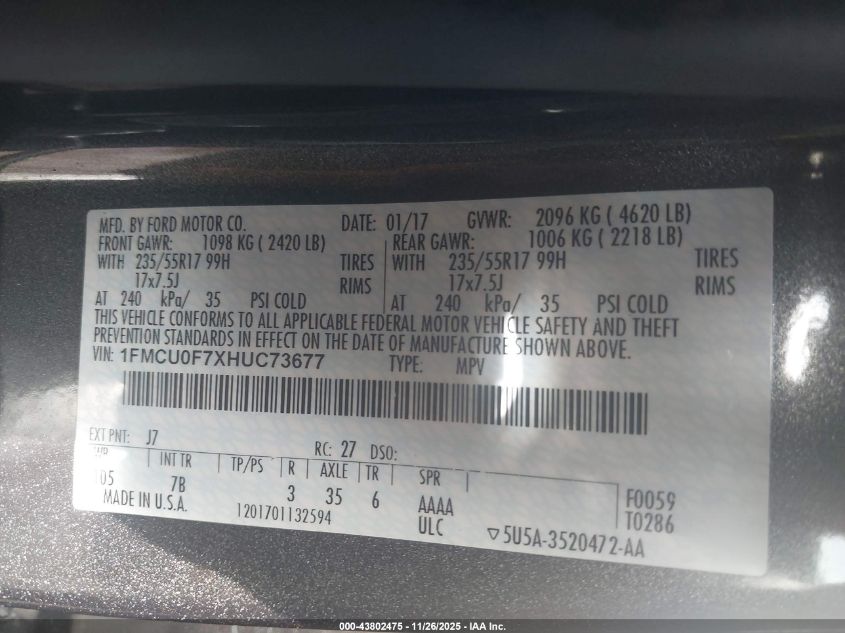 MFD. BY FORD MOTOR CO. DATE: 01/17 GVWR: 2096 KG ( 4620 LB)
FRONT GAWR: 1098 KG ( 2420 LB) REAR GAWR: 1006 KG ( 2218 LB)
WITH 235/55R17 99H TIRES WITH 235/55R17 99H TIRES
17x7.5J RIMS 17x7.5J RIMS
AT 240 kPa/ 35 PSI COLD AT 240 kPa/ 35 PSI COLD
THIS VEHICLE CONFORMS TO ALL APPLICABLE FEDERAL MOTOR VEHICLE SAFETY AND THEFT
PREVENTION STANDARDS IN EFFECT ON THE DATE OF MANUFACTURE SHOWN ABOVE.
VIN: 1FMCU0F7XHUC73677 TYPE: MPV
EXT PNT: J7 RC: 27 DSO:
INT TR TP/PS R AXLE TR SPR
105 7B 3 35 6 AAAA F0059
MADE IN U.S.A. 1201701132594 ULC T0286
▽5U5A-3520472-AA
000-43802475 - 11/26/2025 - IAA Inc.